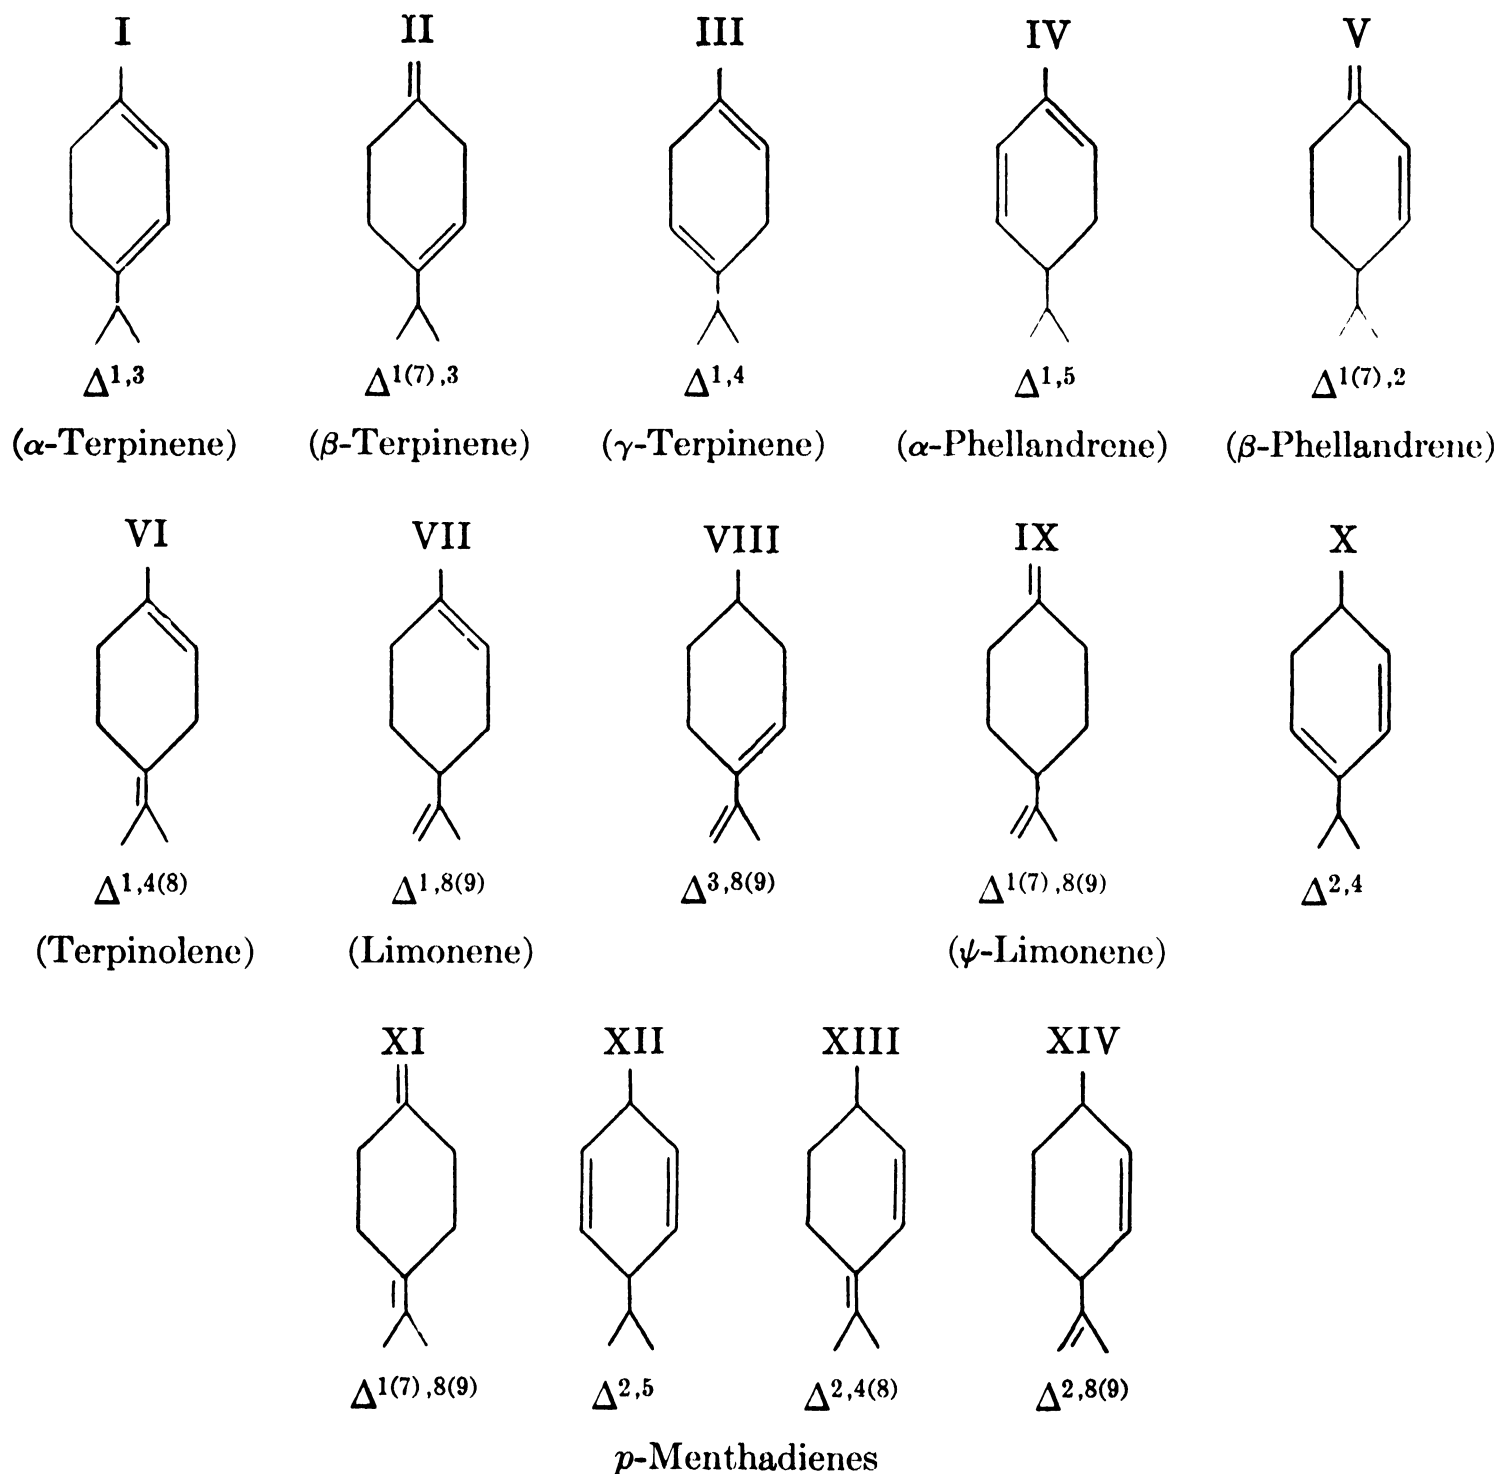 I II III IV V
Δ1,3 Δ1(7),3 Δ1,4 Δ1,5 Δ1(7),2
(α-Terpinene) (β-Terpinene) (γ-Terpinene) (α-Phellandrene) (β-Phellandrene)
VI VII VIII IX X
Δ1,4(8) Δ1,8(9) Δ3,8(9) Δ1(7),8(9) Δ2,4
(Terpinolene) (Limonene) (ψ-Limonene)
XI XII XIII XIV
Δ1(7),8(9) Δ2,5 Δ2,4(8) Δ2,8(9)
p-Menthadienes